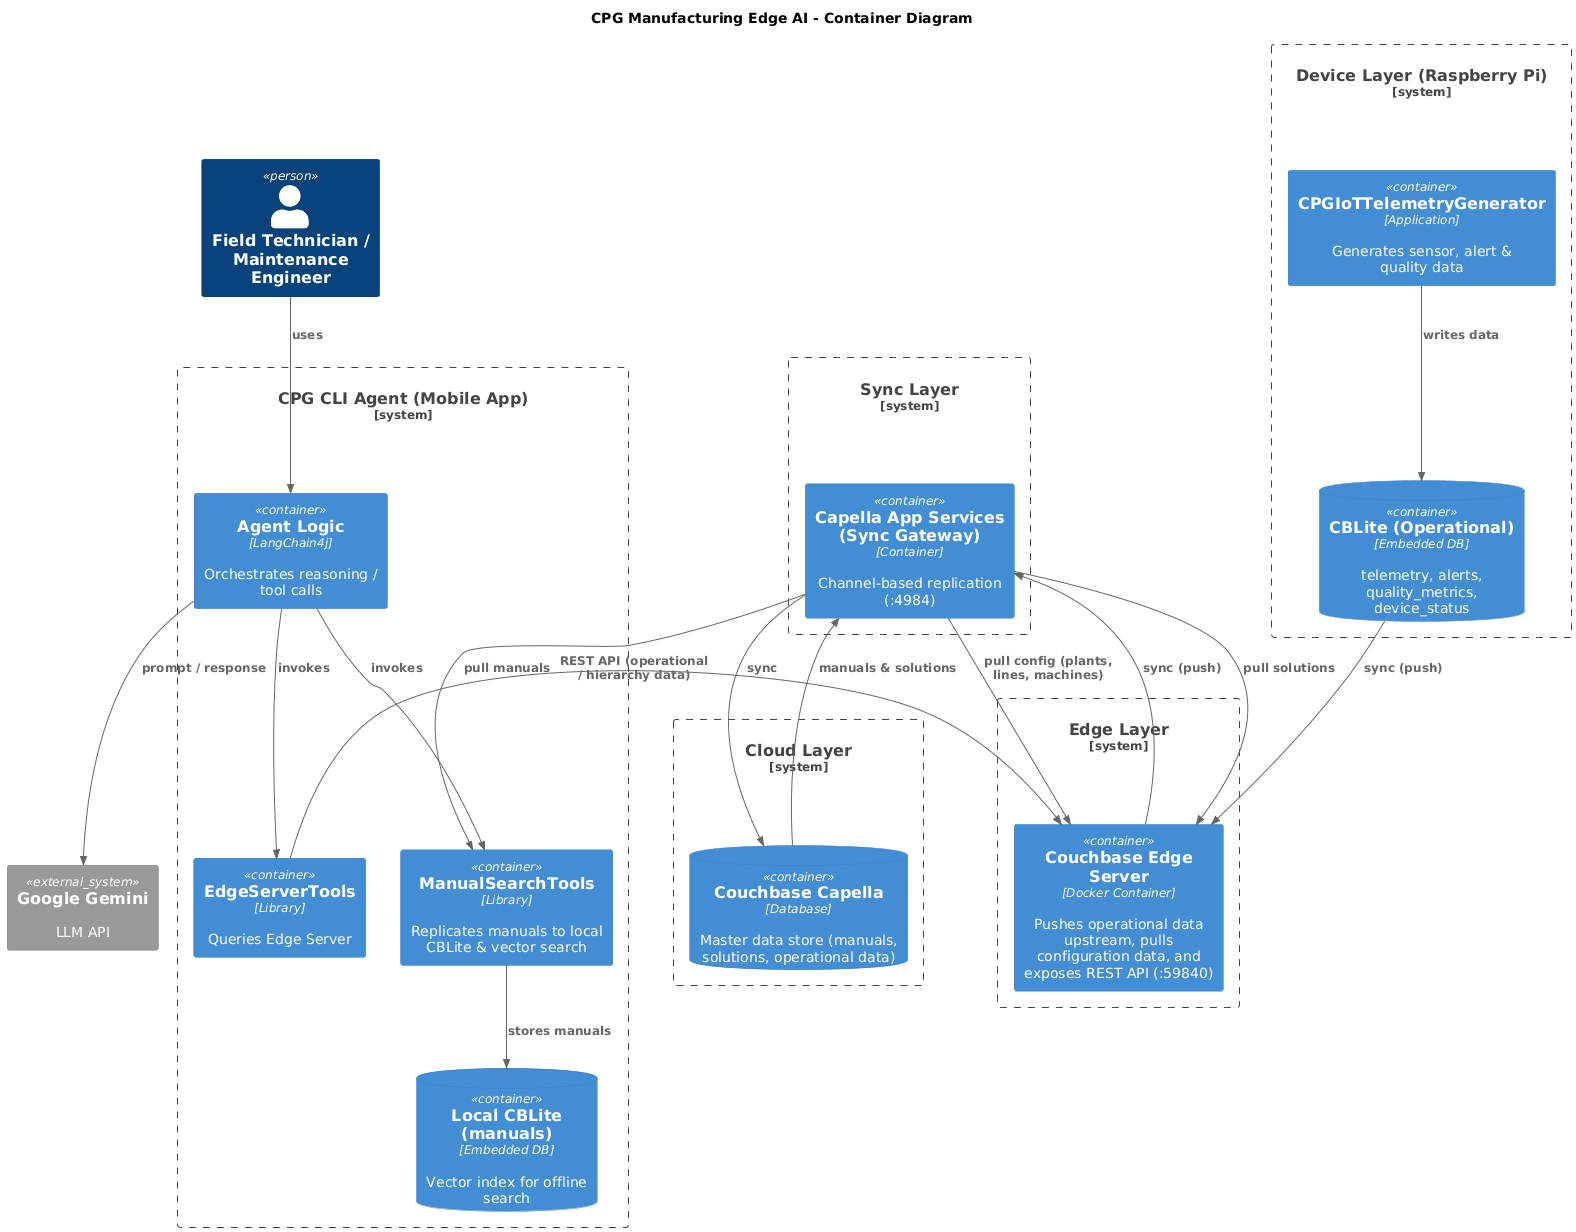 CPG Manufacturing Edge AI - Container Diagram
Device Layer (Raspberry Pi)
[system]
«container»
CPGIoTTelemetryGenerator
[Application]
Generates sensor, alert &
quality data
writes data
«container»
CBLite (Operational)
[Embedded DB]
telemetry, alerts,
quality_metrics,
device_status
«person»
Field Technician /
Maintenance
Engineer
uses
CPG CLI Agent (Mobile App)
[system]
«container»
Agent Logic
[LangChain4j]
Orchestrates reasoning /
tool calls
Sync Layer
[system]
«container»
Capella App Services
(Sync Gateway)
[Container]
Channel-based replication
(:4984)
prompt / response
invokes
invokes
pull manuals
REST API (operational
/ hierarchy data)
sync
manuals & solutions
pull config (plants,
lines, machines)
sync (push)
pull solutions
sync (push)
«external_system»
Google Gemini
LLM API
«container»
EdgeServerTools
[Library]
Queries Edge Server
«container»
ManualSearchTools
[Library]
Replicates manuals to local
CBLite & vector search
Cloud Layer
[system]
«container»
Couchbase Capella
[Database]
Master data store (manuals,
solutions, operational data)
Edge Layer
[system]
«container»
Couchbase Edge
Server
[Docker Container]
Pushes operational data
upstream, pulls
configuration data, and
exposes REST API (:59840)
stores manuals
«container»
Local CBLite
(manuals)
[Embedded DB]
Vector index for offline
search